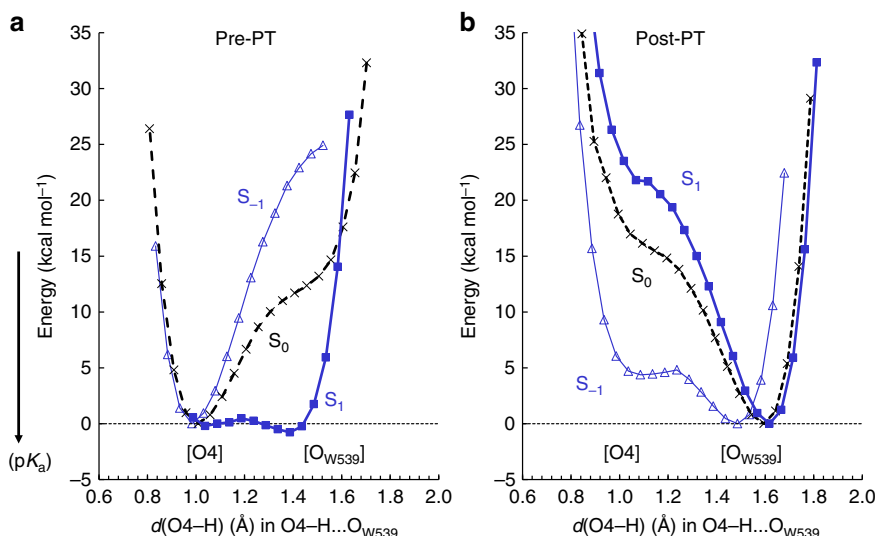 a
Pre-PT
35
30
25
20
15
10
5
0
−5
Energy (kcal mol⁻¹)
(pKₐ)
S₋₁
S₀
S₁
[O4]
[O_W539]
0.6 0.8 1.0 1.2 1.4 1.6 1.8 2.0
d(O4–H) (Å) in O4–H...O_W539
b
Post-PT
35
30
25
20
15
10
5
0
−5
Energy (kcal mol⁻¹)
S₁
S₀
S₋₁
[O4]
[O_W539]
0.6 0.8 1.0 1.2 1.4 1.6 1.8 2.0
d(O4–H) (Å) in O4–H...O_W539